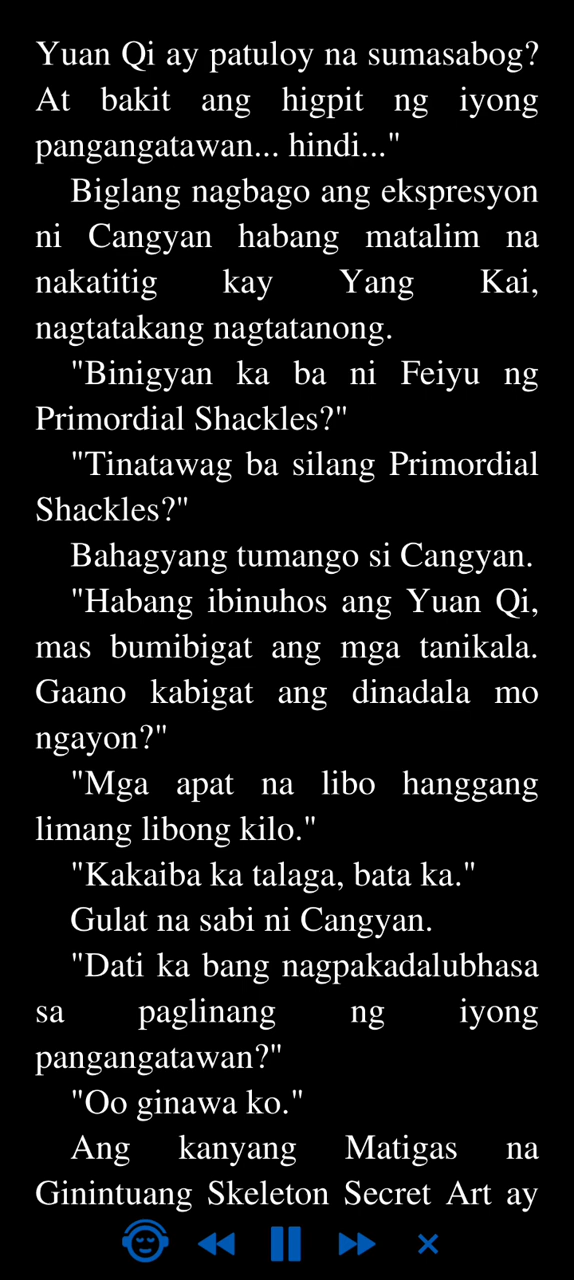 Yuan Qi ay patuloy na sumasabog?
At bakit ang higpit ng iyong
pangangatawan... hindi..."
Biglang nagbago ang ekspresyon
ni Cangyan habang matalim na
nakatitig kay Yang Kai,
nagtatakang nagtatanong.
"Binigyan ka ba ni Feiyu ng
Primordial Shackles?"
"Tinatawag ba silang Primordial
Shackles?"
Bahagyang tumango si Cangyan.
"Habang ibinuhos ang Yuan Qi,
mas bumibigat ang mga tanikala.
Gaano kabigat ang dinadala mo
ngayon?"
"Mga apat na libo hanggang
limang libong kilo."
"Kakaiba ka talaga, bata ka."
Gulat na sabi ni Cangyan.
"Dati ka bang nagpakadalubhasa
sa paglinang ng iyong
pangangatawan?"
"Oo ginawa ko."
Ang kanyang Matigas na
Ginintuang Skeleton Secret Art ay